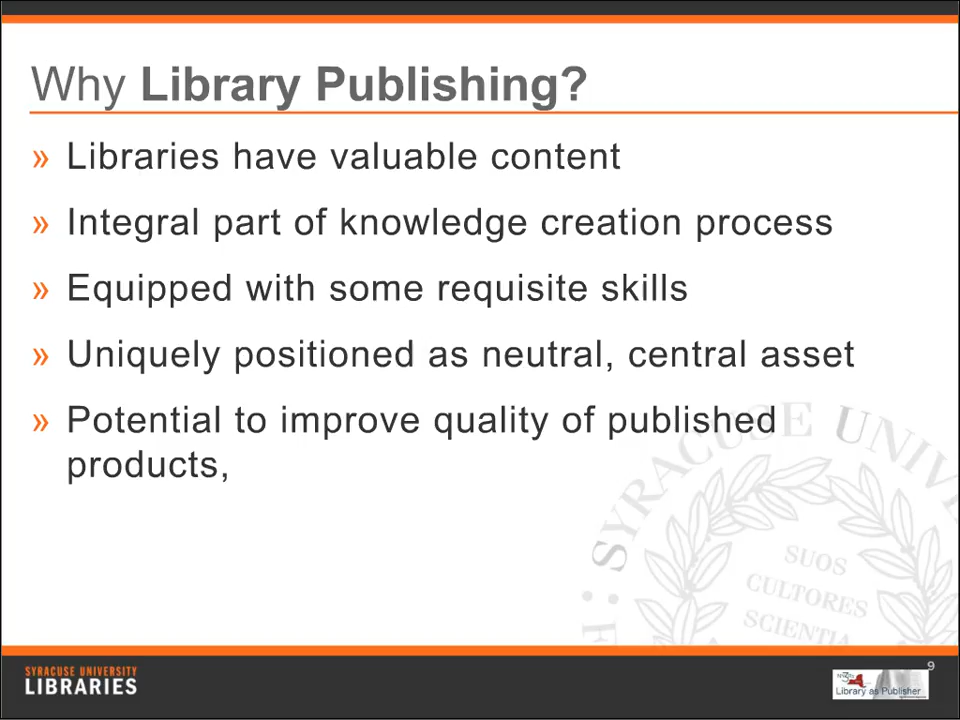 Why Library Publishing?
» Libraries have valuable content
» Integral part of knowledge creation process
» Equipped with some requisite skills
» Uniquely positioned as neutral, central asset
» Potential to improve quality of published
products,
SYRACUSE UNIVE
SUOS
CULTORES
SCIENTIA
SYRACUSE UNIVERSITY
LIBRARIES
9
Library as Publisher